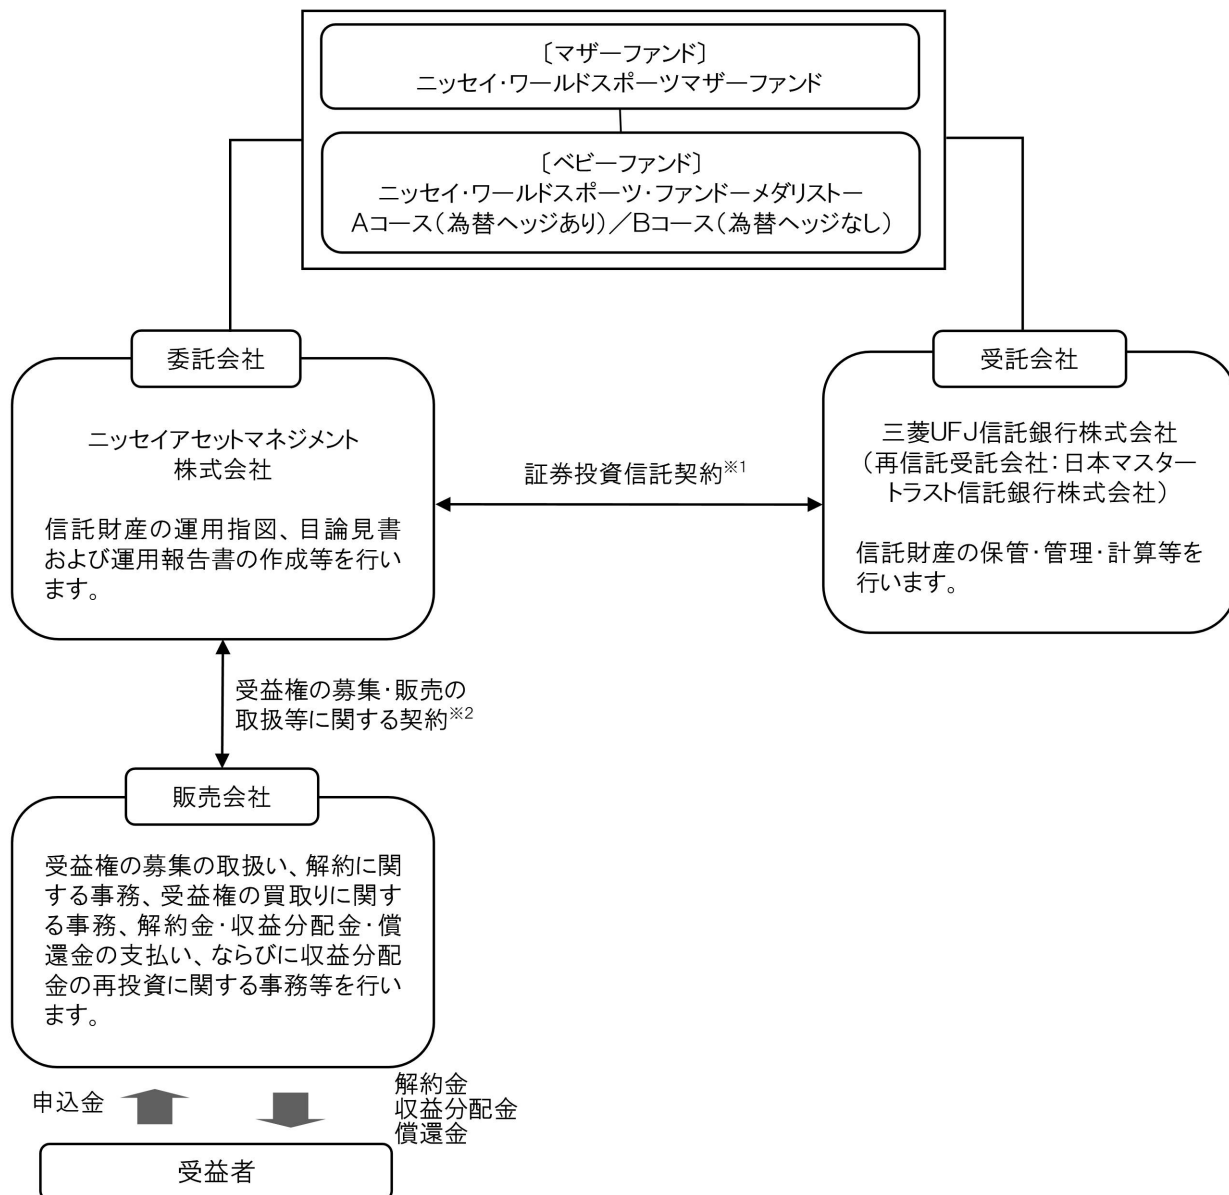 〔マザーファンド〕
ニッセイ・ワールドスポーツマザーファンド
〔ベビーファンド〕
ニッセイ・ワールドスポーツ・ファンドーメダリストー
Aコース（為替ヘッジあり）／Bコース（為替ヘッジなし）
委託会社
ニッセイアセットマネジメント
株式会社
信託財産の運用指図、目論見書
および運用報告書の作成等を行い
ます。
証券投資信託契約※1
受託会社
三菱UFJ信託銀行株式会社
（再信託受託会社：日本マスター
トラスト信託銀行株式会社）
信託財産の保管・管理・計算等を
行います。
受益権の募集・販売の
取扱等に関する契約※2
販売会社
受益権の募集の取扱い、解約に関
する事務、受益権の買取りに関す
る事務、解約金・収益分配金・償
還金の支払い、ならびに収益分配
金の再投資に関する事務等を行い
ます。
申込金
解約金
収益分配金
償還金
受益者